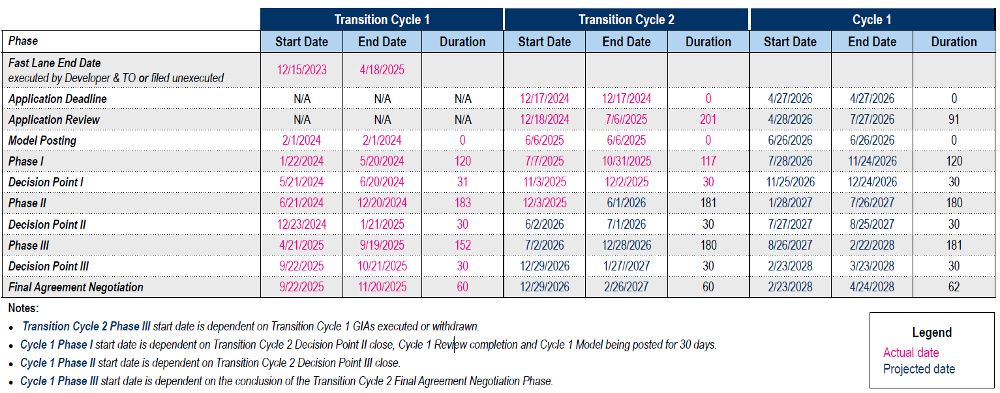 Transition Cycle 1 Transition Cycle 2 Cycle 1
Phase Start Date End Date Duration Start Date End Date Duration Start Date End Date Duration
Fast Lane End Date
executed by Developer & TO or filed unexecuted 12/15/2023 4/18/2025
Application Deadline N/A N/A N/A 12/17/2024 12/17/2024 0 4/27/2026 4/27/2026 0
Application Review N/A N/A N/A 12/18/2024 7/6//2025 201 4/28/2026 7/27/2026 91
Model Posting 2/1/2024 2/1/2024 0 6/6/2025 6/6/2025 0 6/26/2026 6/26/2026 0
Phase I 1/22/2024 5/20/2024 120 7/7/2025 10/31/2025 117 7/28/2026 11/24/2026 120
Decision Point I 5/21/2024 6/20/2024 31 11/3/2025 12/2/2025 30 11/25/2026 12/24/2026 30
Phase II 6/21/2024 12/20/2024 183 12/3/2025 6/1/2026 181 1/28/2027 7/26/2027 180
Decision Point II 12/23/2024 1/21/2025 30 6/2/2026 7/1/2026 30 7/27/2027 8/25/2027 30
Phase III 4/21/2025 9/19/2025 152 7/2/2026 12/28/2026 180 8/26/2027 2/22/2028 181
Decision Point III 9/22/2025 10/21/2025 30 12/29/2026 1/27//2027 30 2/23/2028 3/23/2028 30
Final Agreement Negotiation 9/22/2025 11/20/2025 60 12/29/2026 2/26/2027 60 2/23/2028 4/24/2028 62
Notes:
• Transition Cycle 2 Phase III start date is dependent on Transition Cycle 1 GIAs executed or withdrawn.
• Cycle 1 Phase I start date is dependent on Transition Cycle 2 Decision Point II close, Cycle 1 Review completion and Cycle 1 Model being posted for 30 days.
• Cycle 1 Phase II start date is dependent on Transition Cycle 2 Decision Point III close.
• Cycle 1 Phase III start date is dependent on the conclusion of the Transition Cycle 2 Final Agreement Negotiation Phase.
Legend
Actual date
Projected date